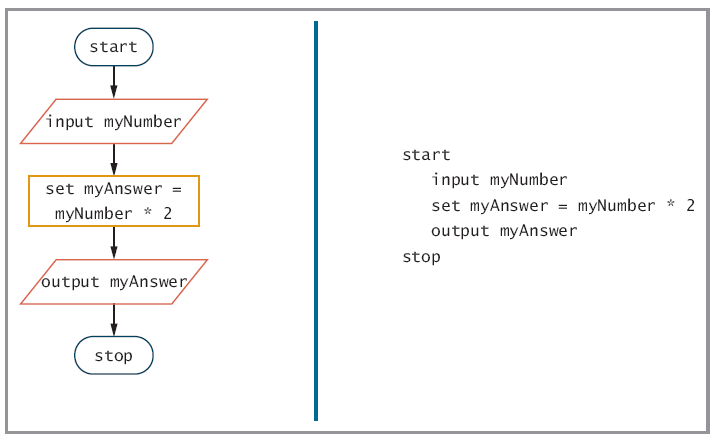 start
input myNumber
set myAnswer =
myNumber * 2
output myAnswer
stop
start
input myNumber
set myAnswer = myNumber * 2
output myAnswer
stop